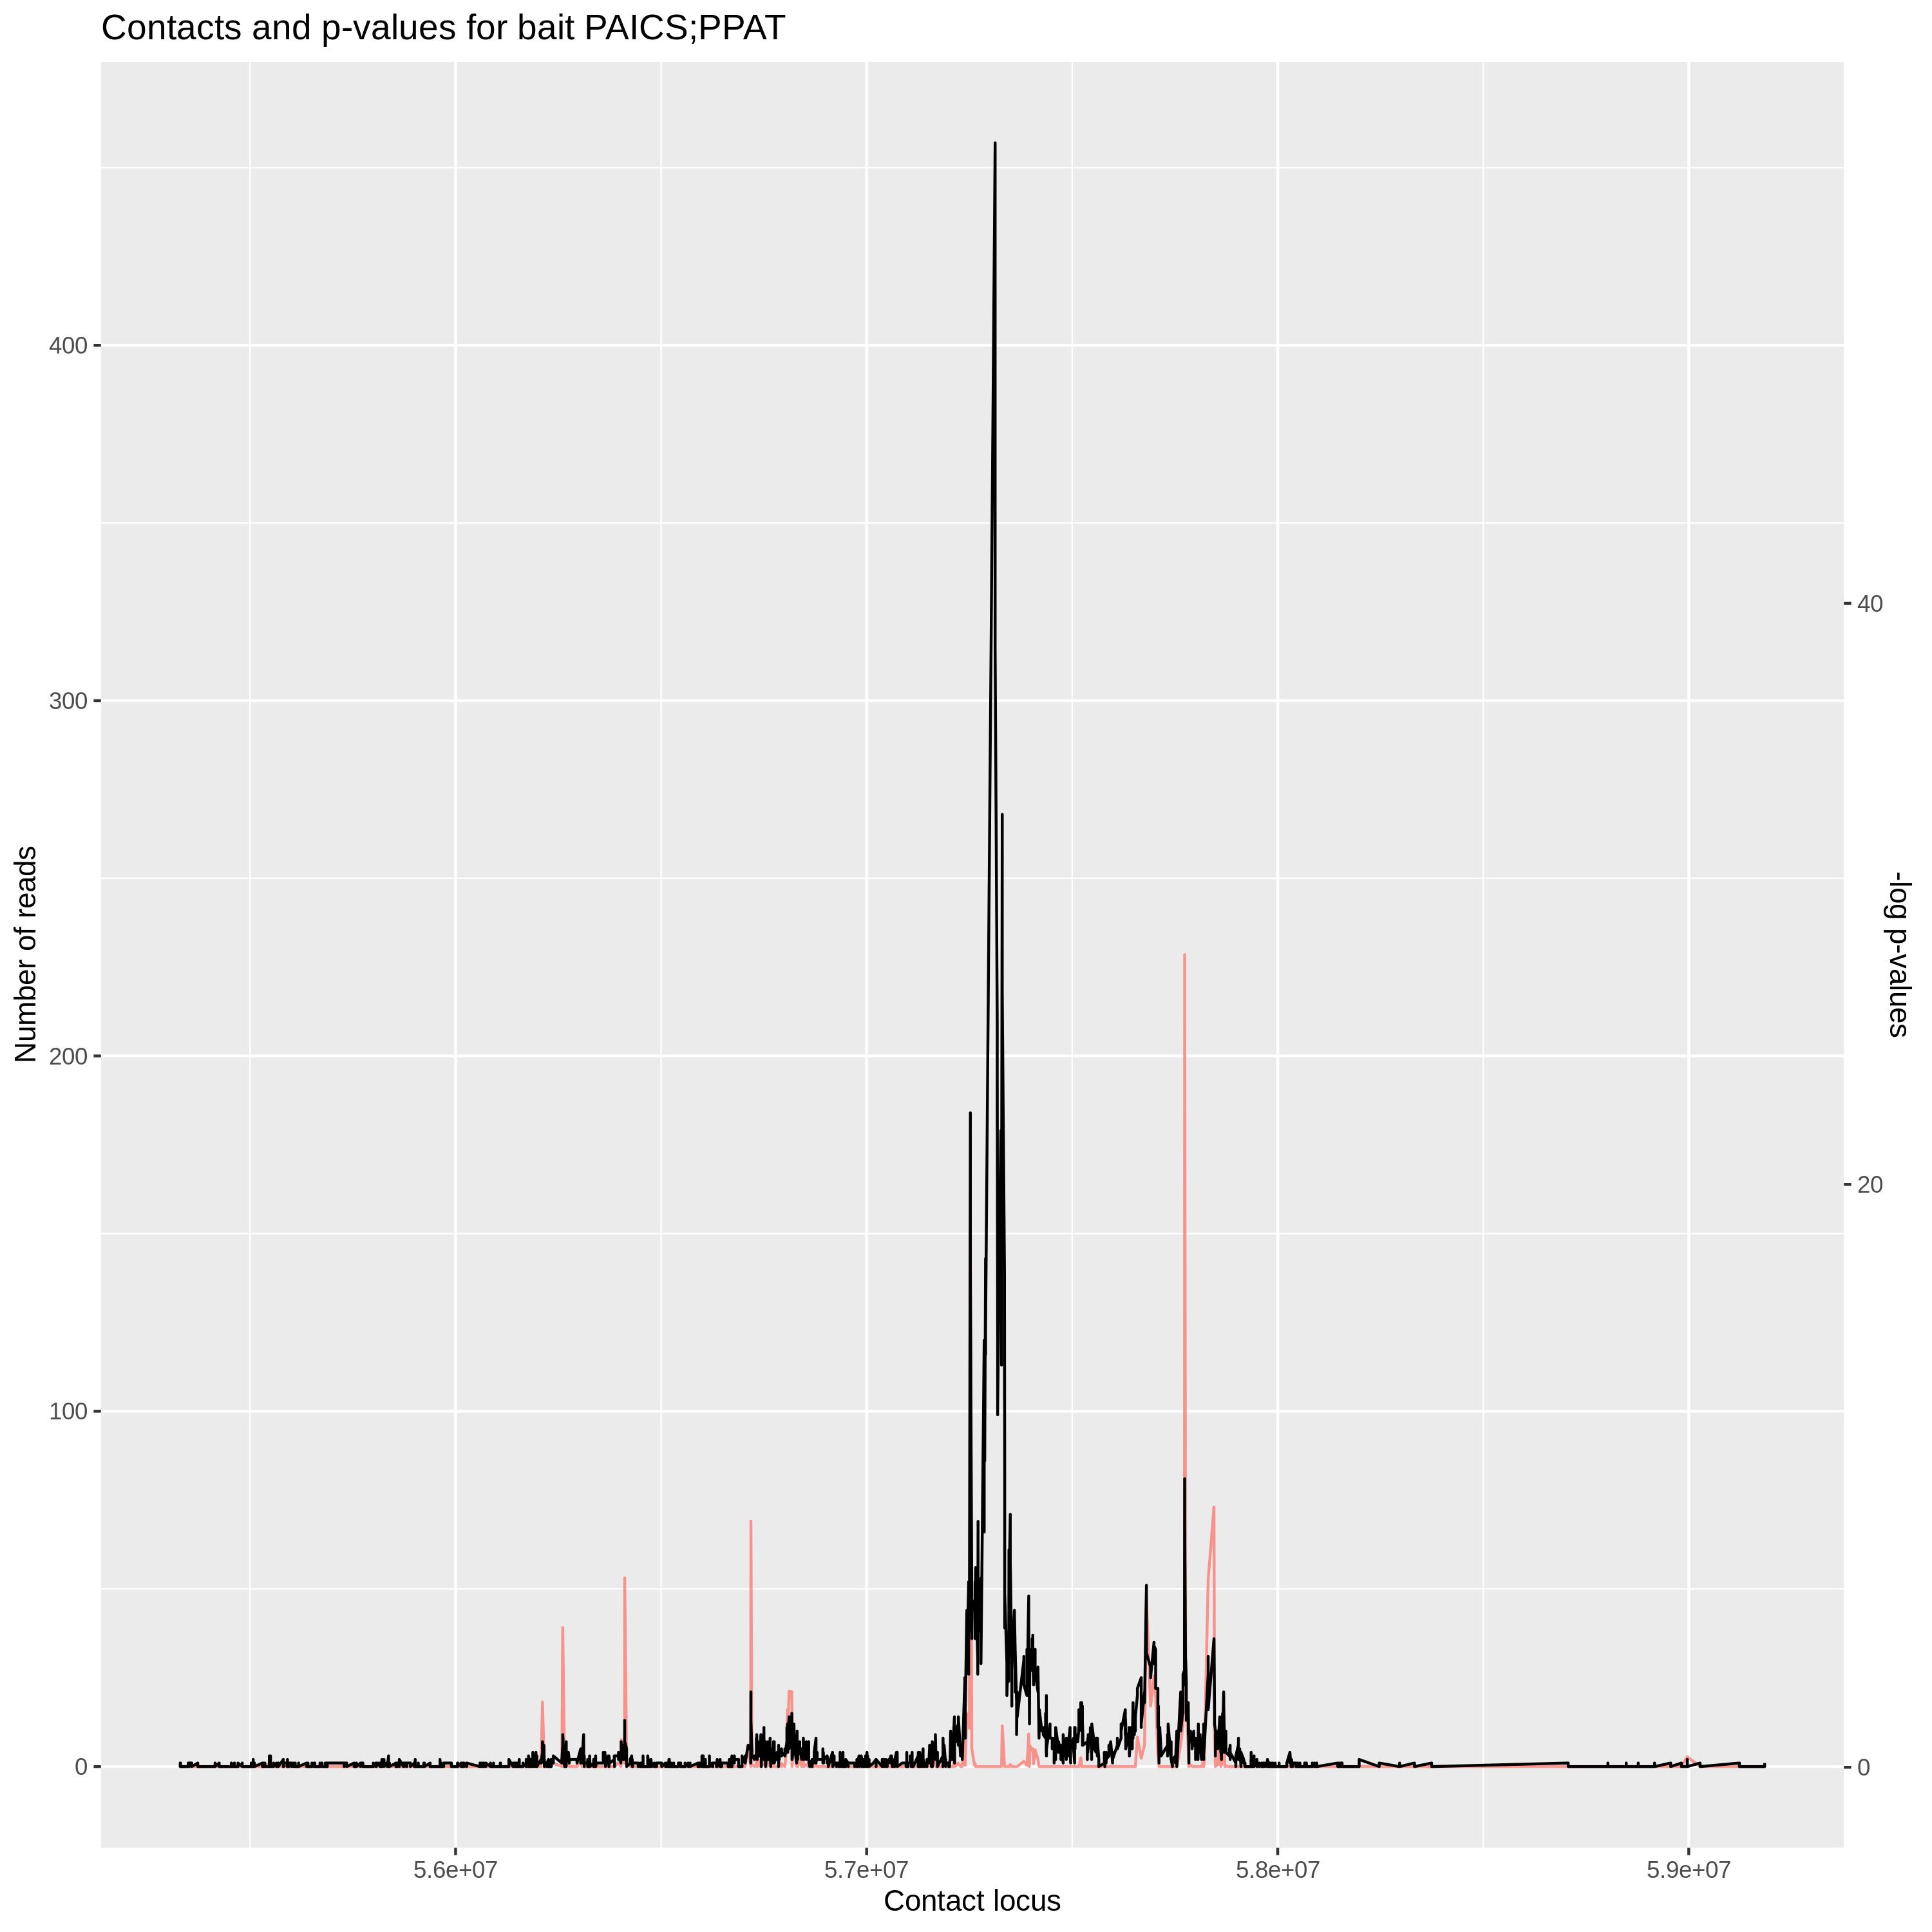 Contacts and p-values for bait PAICS;PPAT
Number of reads
400
300
200
100
0
40
20
0
-log p-values
5.6e+07
5.7e+07
5.8e+07
5.9e+07
Contact locus